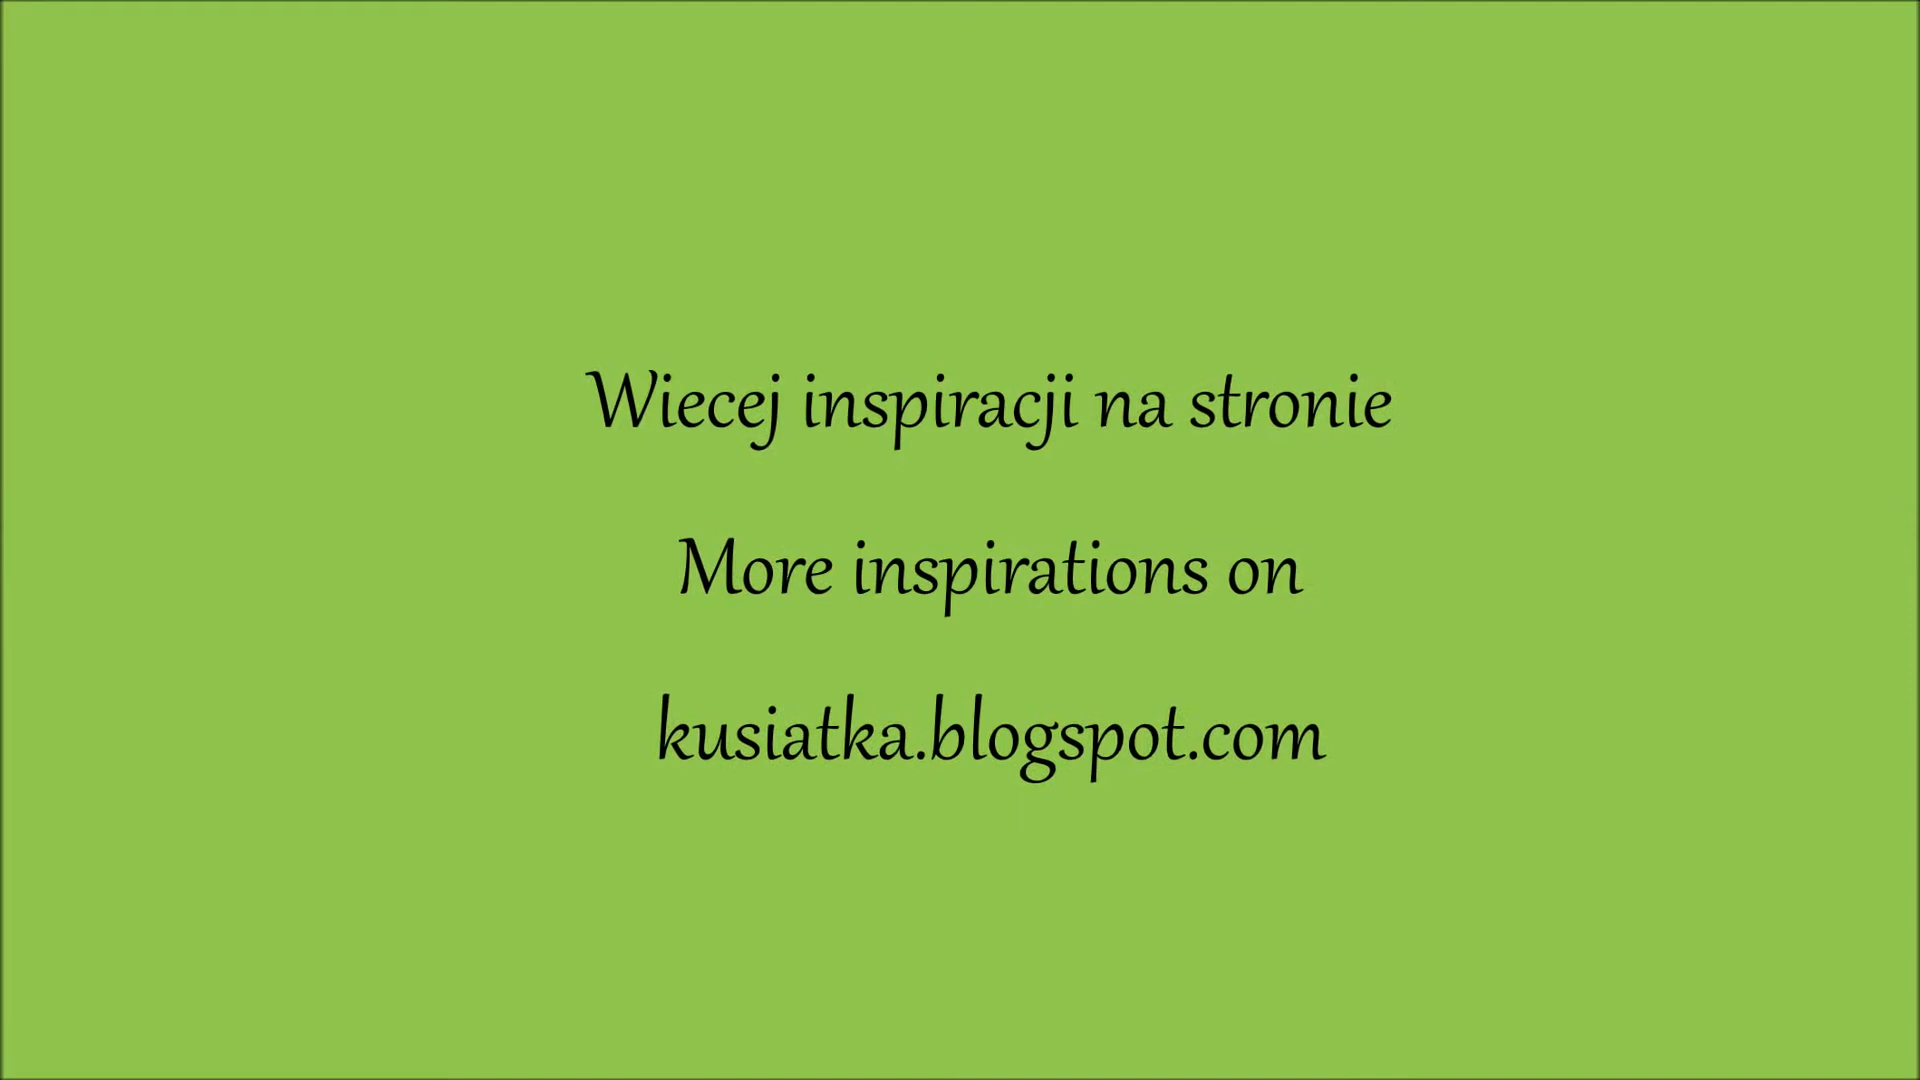 Wiecej inspiracji na stronie
More inspirations on
kusiatka.blogspot.com